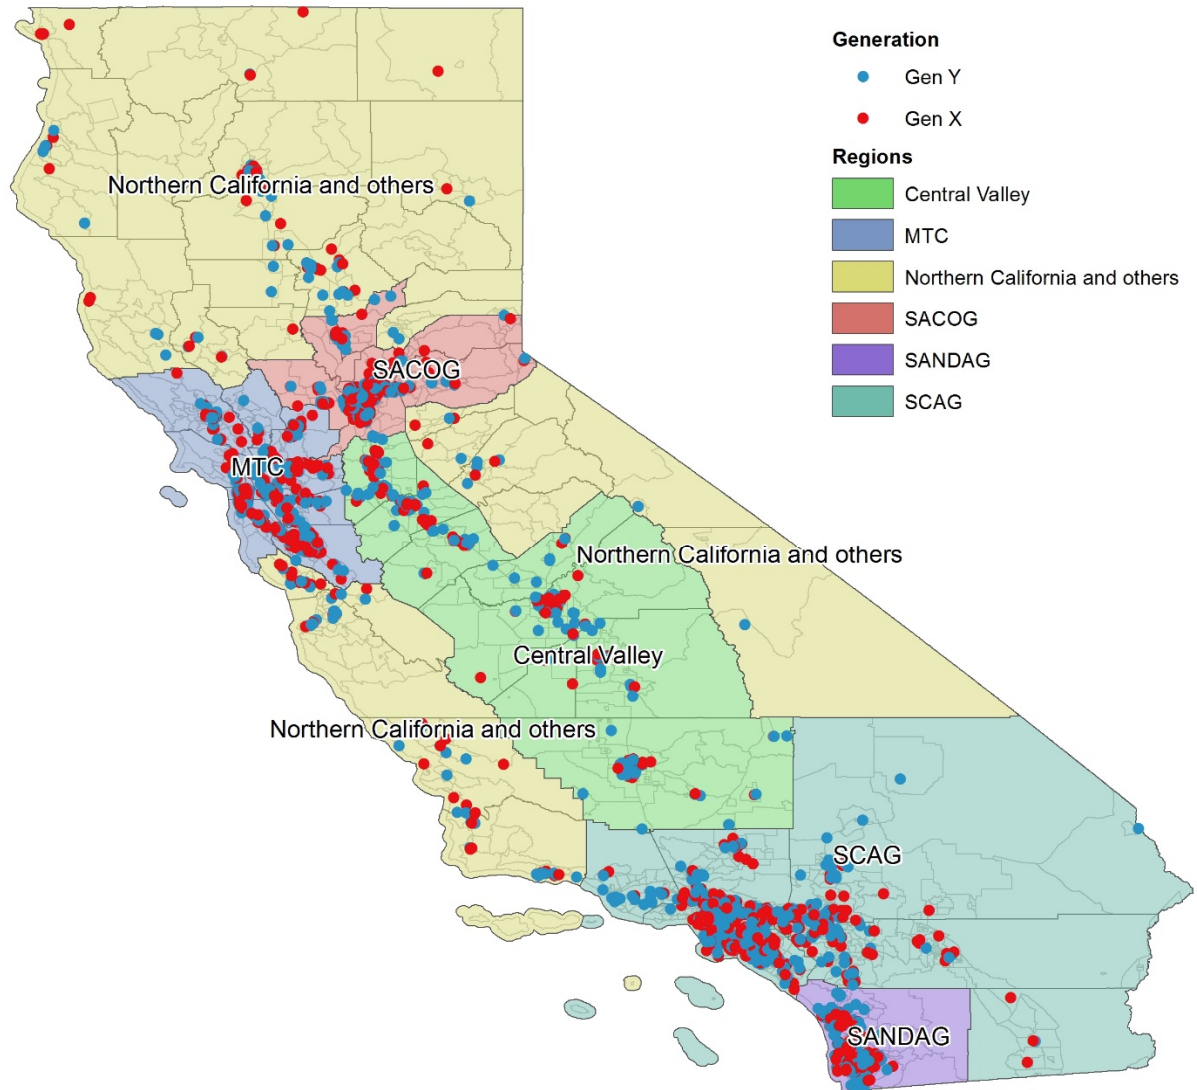 Generation
Gen Y
Gen X
Regions
Central Valley
MTC
Northern California and others
SACOG
SANDAG
SCAG
Northern California and others
SACOG
MTC
Northern California and others
Central Valley
Northern California and others
SCAG
SANDAG